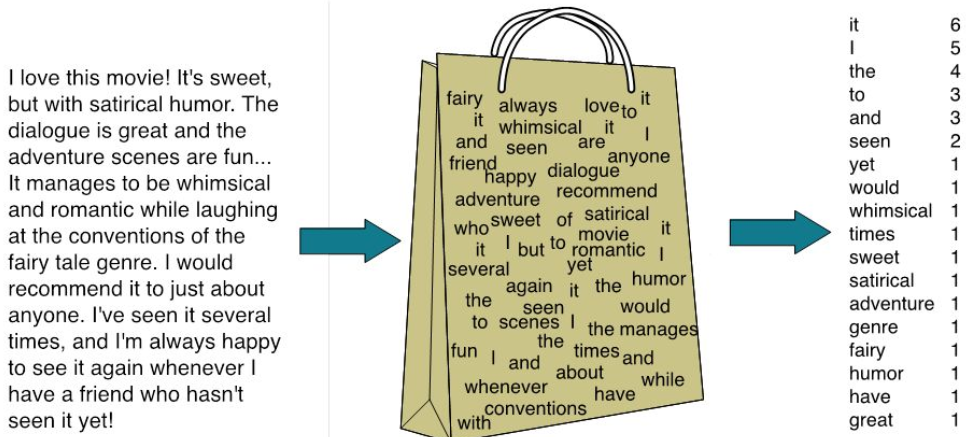 I love this movie! It's sweet,
but with satirical humor. The
dialogue is great and the
adventure scenes are fun...
It manages to be whimsical
and romantic while laughing
at the conventions of the
fairy tale genre. I would
recommend it to just about
anyone. I've seen it several
times, and I'm always happy
to see it again whenever I
have a friend who hasn't
seen it yet!
fairy always love to it
it whimsical it I
and seen are anyone
friend happy dialogue
adventure recommend
who sweet of satirical it
it I but to movie romantic I
several yet
again it the humor
the seen would
to scenes I the manages
fun I and the times and
whenever about while
have
conventions
with
it 6
I 5
the 4
to 3
and 3
seen 2
yet 1
would 1
whimsical 1
times 1
sweet 1
satirical 1
adventure 1
genre 1
fairy 1
humor 1
have 1
great 1